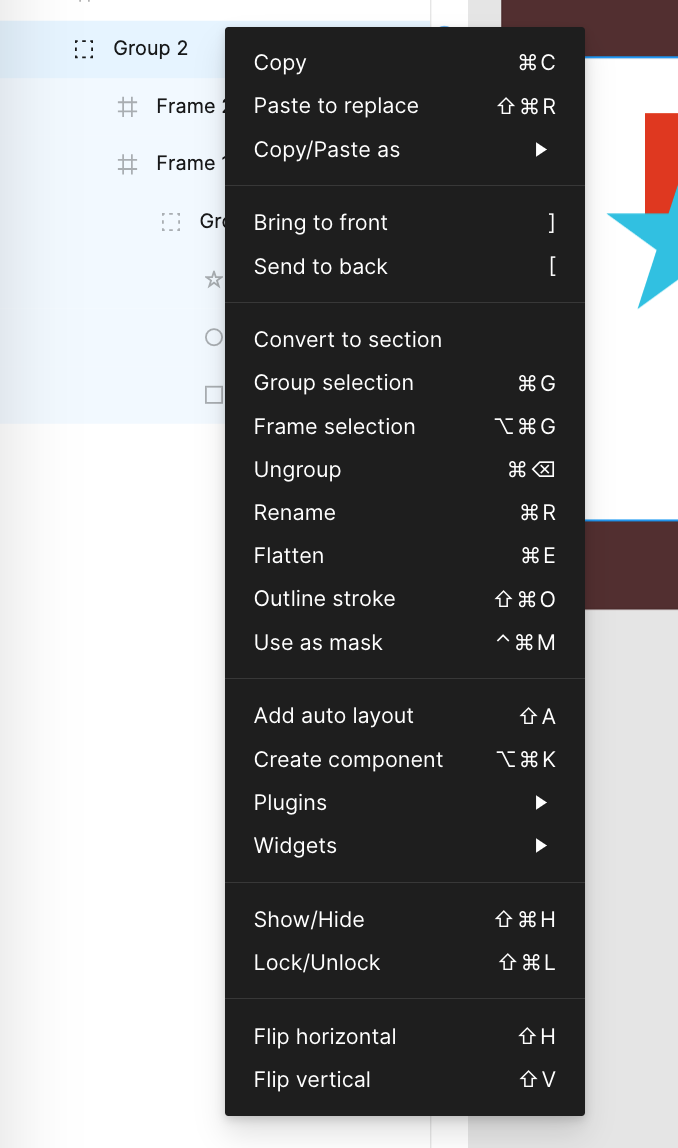 Group 2
Frame
Frame
Copy ⌘C
Paste to replace ⇧⌘R
Copy/Paste as ▶
Bring to front ]
Send to back [
Convert to section
Group selection ⌘G
Frame selection ⌥⌘G
Ungroup ⌘⌫
Rename ⌘R
Flatten ⌘E
Outline stroke ⇧⌘O
Use as mask ^⌘M
Add auto layout ⇧A
Create component ⌥⌘K
Plugins ▶
Widgets ▶
Show/Hide ⇧⌘H
Lock/Unlock ⇧⌘L
Flip horizontal ⇧H
Flip vertical ⇧V